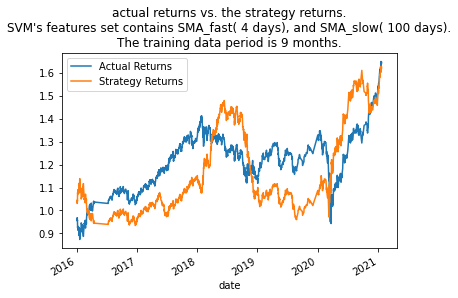 actual returns vs. the strategy returns.
SVM's features set contains SMA_fast( 4 days), and SMA_slow( 100 days).
The training data period is 9 months.
Actual Returns
Strategy Returns
1.6
1.5
1.4
1.3
1.2
1.1
1.0
0.9
2016
2017
2018
2019
2020
2021
date